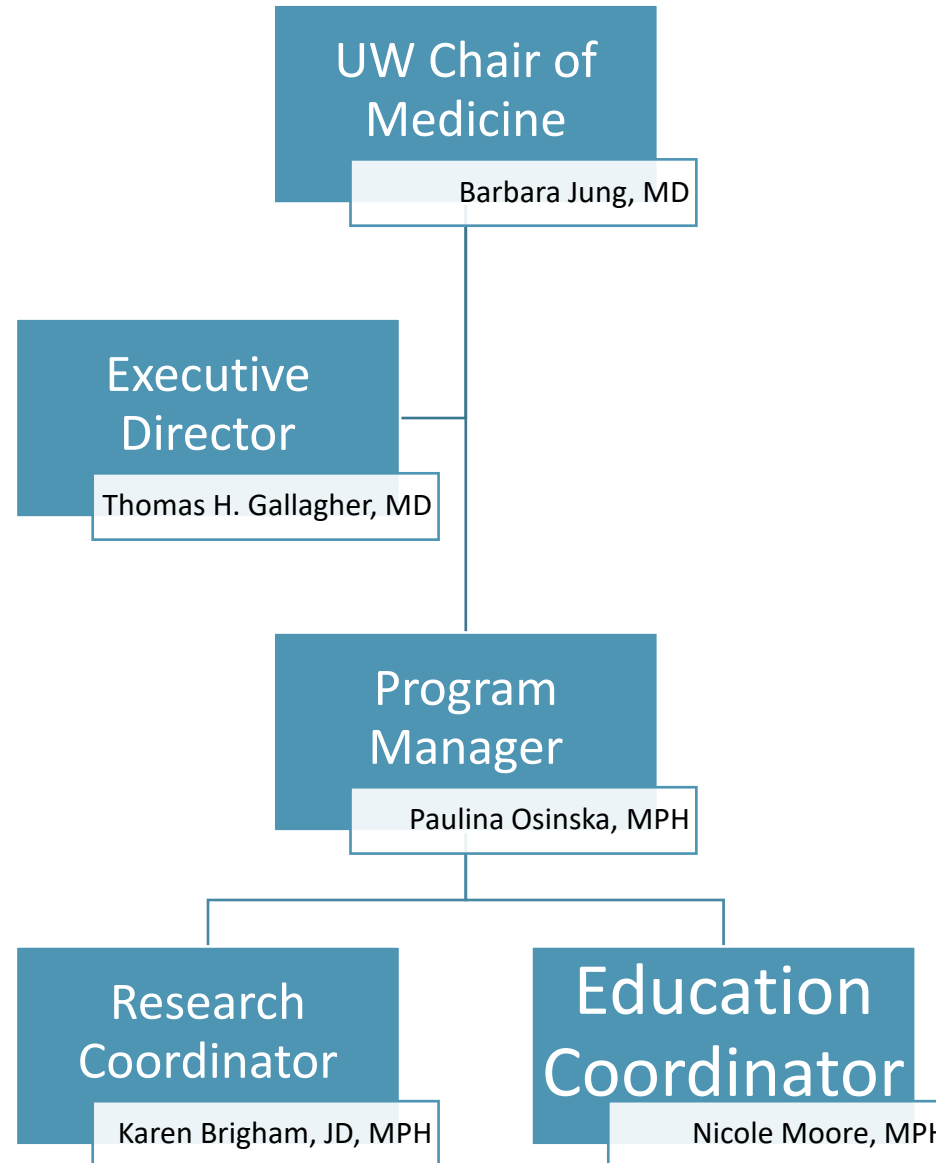 UW Chair of
Medicine
Barbara Jung, MD
Executive
Director
Thomas H. Gallagher, MD
Program
Manager
Paulina Osinska, MPH
Research
Coordinator
Karen Brigham, JD, MPH
Education
Coordinator
Nicole Moore, MPH